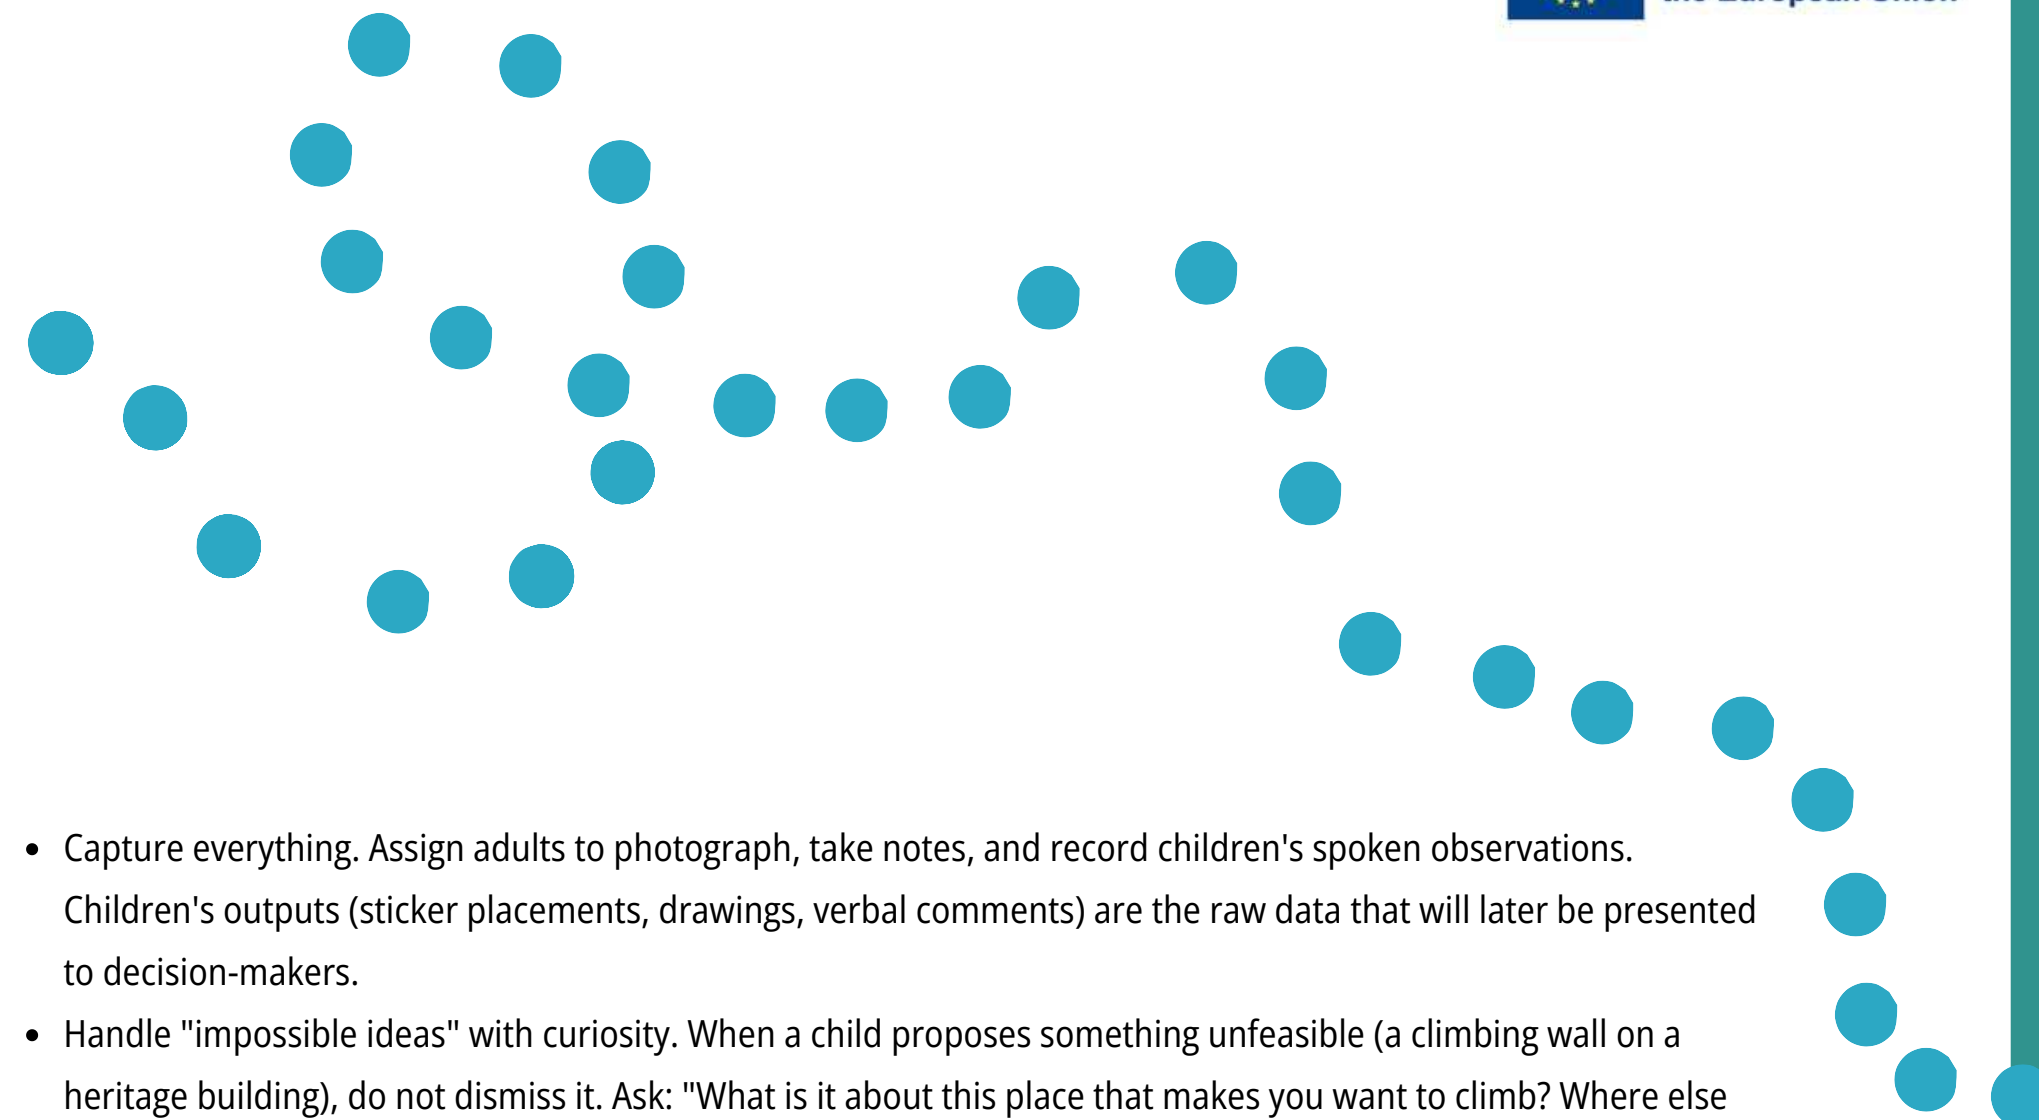 the European Union
• Capture everything. Assign adults to photograph, take notes, and record children's spoken observations.
Children's outputs (sticker placements, drawings, verbal comments) are the raw data that will later be presented
to decision-makers.
• Handle "impossible ideas" with curiosity. When a child proposes something unfeasible (a climbing wall on a
heritage building), do not dismiss it. Ask: "What is it about this place that makes you want to climb? Where else